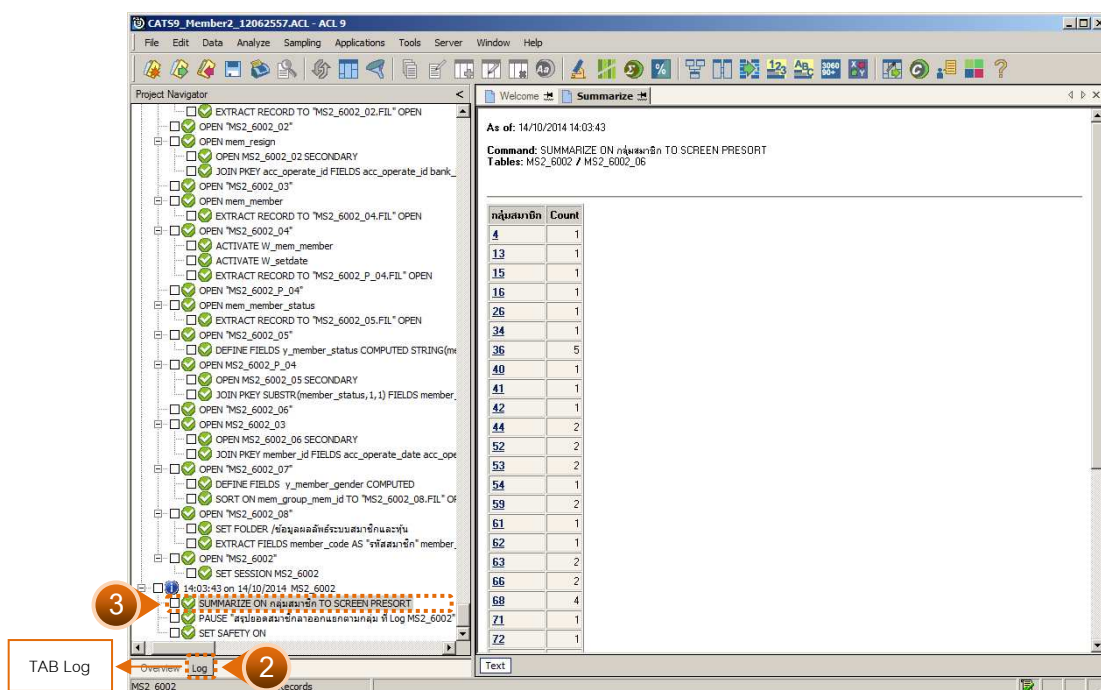 CATS9_Member2_12062557.ACL - ACL 9
File Edit Data Analyze Sampling Applications Tools Server Window Help
Project Navigator <
EXTRACT RECORD TO "MS2_6002_02.FIL" OPEN
OPEN "MS2_6002_02"
OPEN mem_resign
OPEN MS2_6002_02 SECONDARY
JOIN PKEY acc_operate_id FIELDS acc_operate_id bank_
OPEN "MS2_6002_03"
OPEN mem_member
EXTRACT RECORD TO "MS2_6002_04.FIL" OPEN
OPEN "MS2_6002_04"
ACTIVATE W_mem_member
ACTIVATE W_setdate
EXTRACT RECORD TO "MS2_6002_P_04.FIL" OPEN
OPEN "MS2_6002_P_04"
OPEN mem_member_status
EXTRACT RECORD TO "MS2_6002_05.FIL" OPEN
OPEN "MS2_6002_05"
DEFINE FIELDS y_member_status COMPUTED STRING(me
OPEN MS2_6002_P_04
OPEN MS2_6002_05 SECONDARY
JOIN PKEY SUBSTR(member_status,1,1) FIELDS member_
OPEN "MS2_6002_06"
OPEN MS2_6002_03
OPEN MS2_6002_06 SECONDARY
JOIN PKEY member_id FIELDS acc_operate_date acc_ope
OPEN "MS2_6002_07"
DEFINE FIELDS y_member_gender COMPUTED
SORT ON mem_group_mem_id TO "MS2_6002_08.FIL" OP
OPEN "MS2_6002_08"
SET FOLDER /ข้อมูลผลลัพธ์ระบบสมาชิกและหุ้น
EXTRACT FIELDS member_code AS "รหัสสมาชิก" member_
OPEN "MS2_6002"
SET SESSION MS2_6002
14:03:43 on 14/10/2014 MS2_6002
3
SUMMARIZE ON กลุ่มสมาชิก TO SCREEN PRESORT
PAUSE "สรุปยอดสมาชิกลาออกแยกตามกลุ่ม ที่ Log MS2_6002"
SET SAFETY ON
TAB Log
Overview Log
2
MS2_6002
Welcome Summarize
As of: 14/10/2014 14:03:43
Command: SUMMARIZE ON กลุ่มสมาชิก TO SCREEN PRESORT
Tables: MS2_6002 / MS2_6002_06
กลุ่มสมาชิก Count
4 1
13 1
15 1
16 1
26 1
34 1
36 5
40 1
41 1
42 1
44 2
52 2
53 2
54 1
59 2
61 1
62 1
63 2
66 2
68 4
71 1
72 1
Text